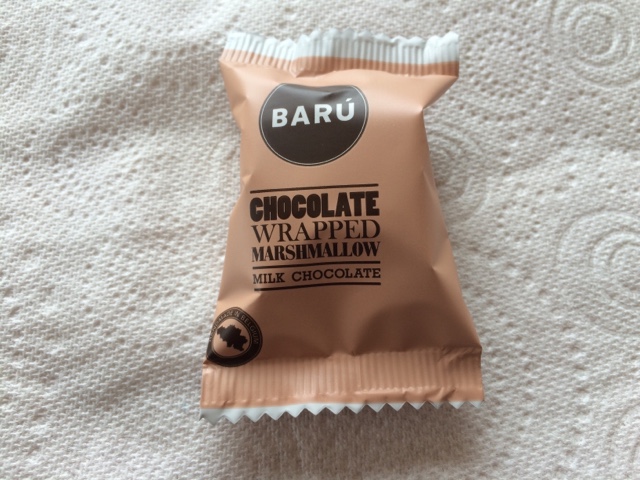 BARÚ
CHOCOLATE
WRAPPED
MARSHMALLOW
MILK CHOCOLATE